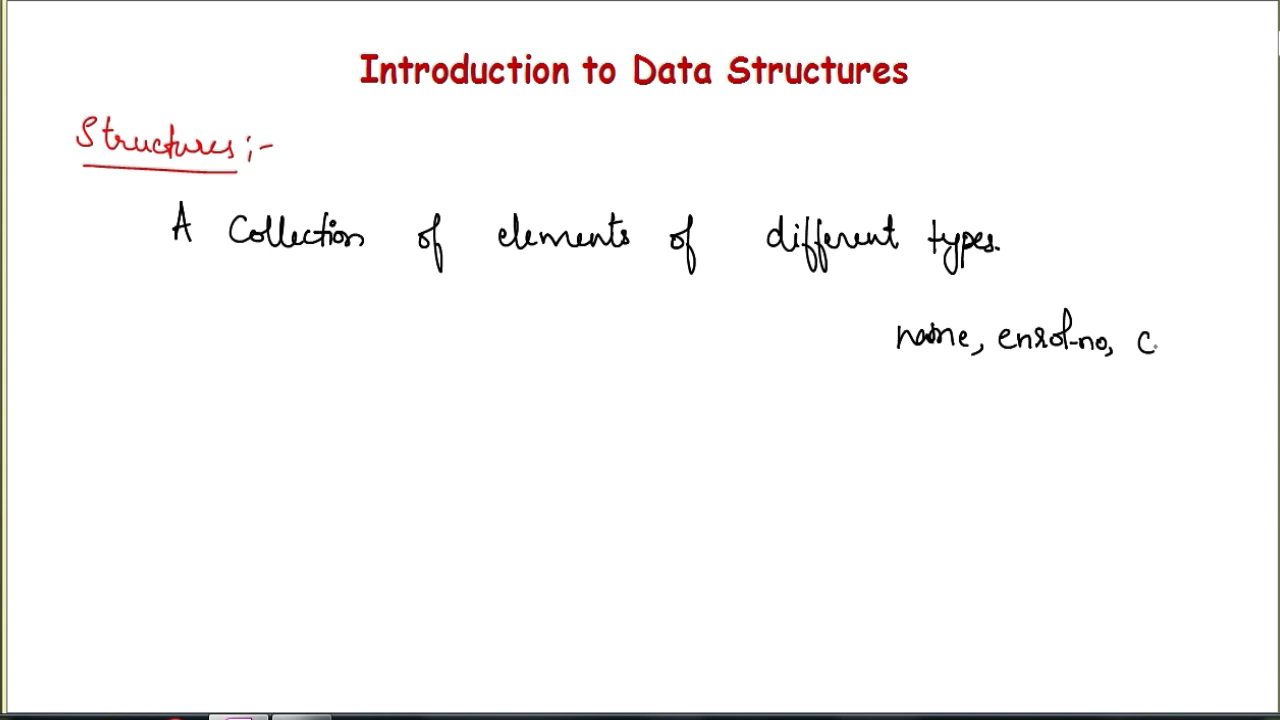 Introduction to Data Structures
Structures:-
A Collection of elements of different types.
name, enrol-no, c